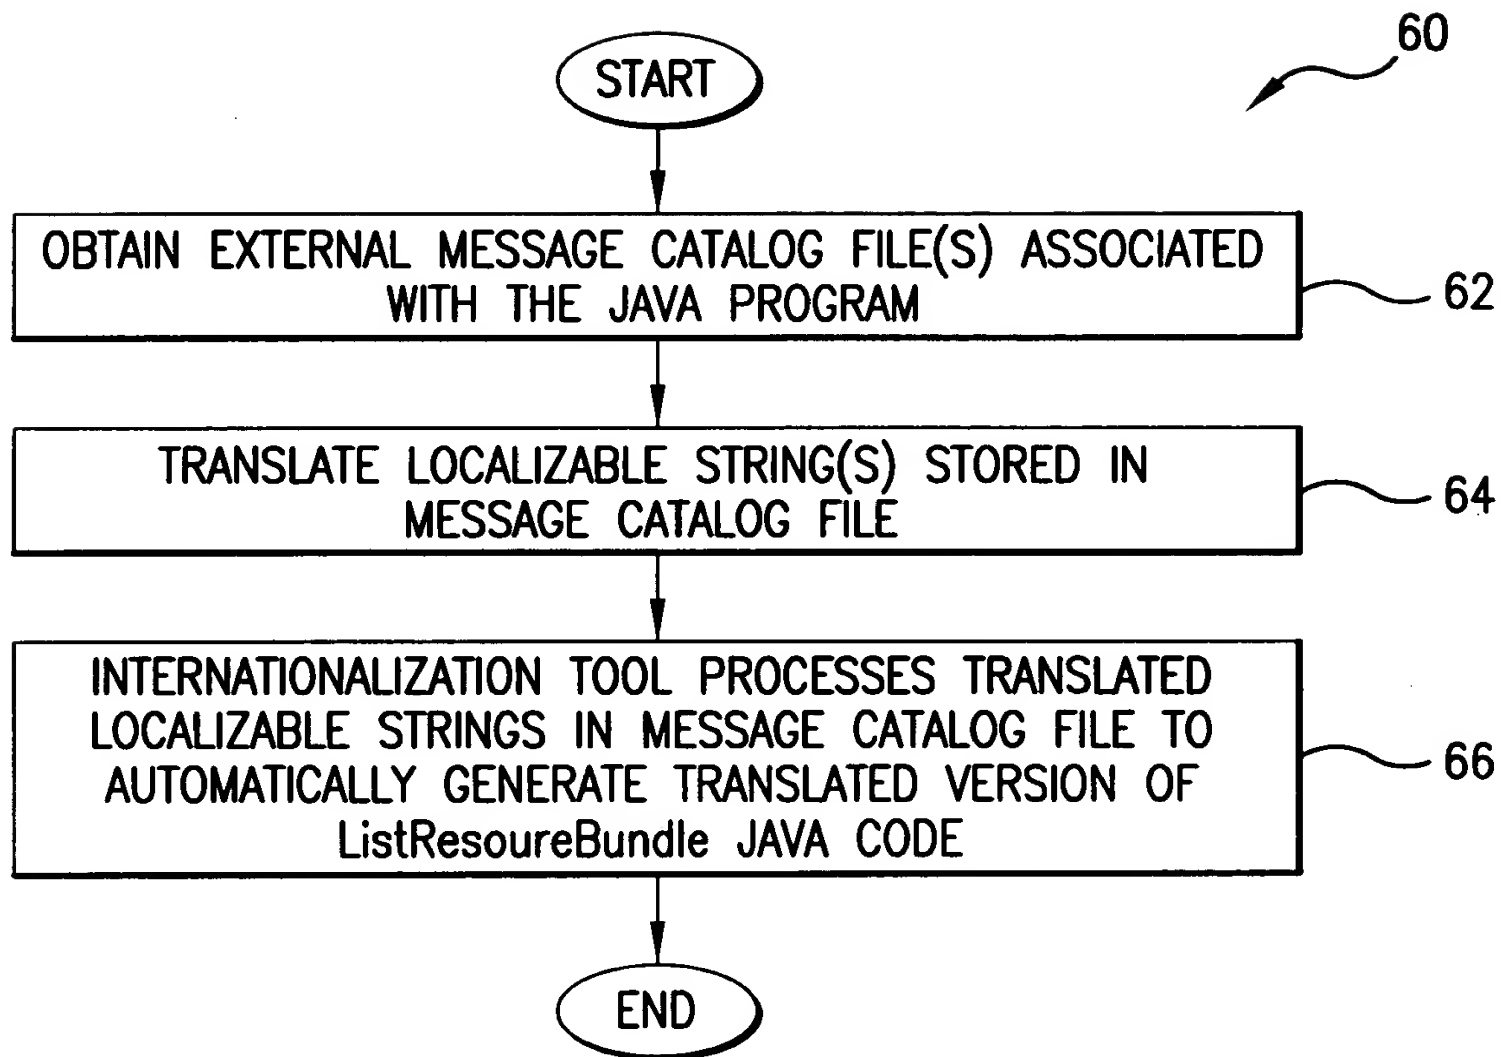 60
START
OBTAIN EXTERNAL MESSAGE CATALOG FILE(S) ASSOCIATED
WITH THE JAVA PROGRAM
62
TRANSLATE LOCALIZABLE STRING(S) STORED IN
MESSAGE CATALOG FILE
64
INTERNATIONALIZATION TOOL PROCESSES TRANSLATED
LOCALIZABLE STRINGS IN MESSAGE CATALOG FILE TO
AUTOMATICALLY GENERATE TRANSLATED VERSION OF
ListResoureBundle JAVA CODE
66
END